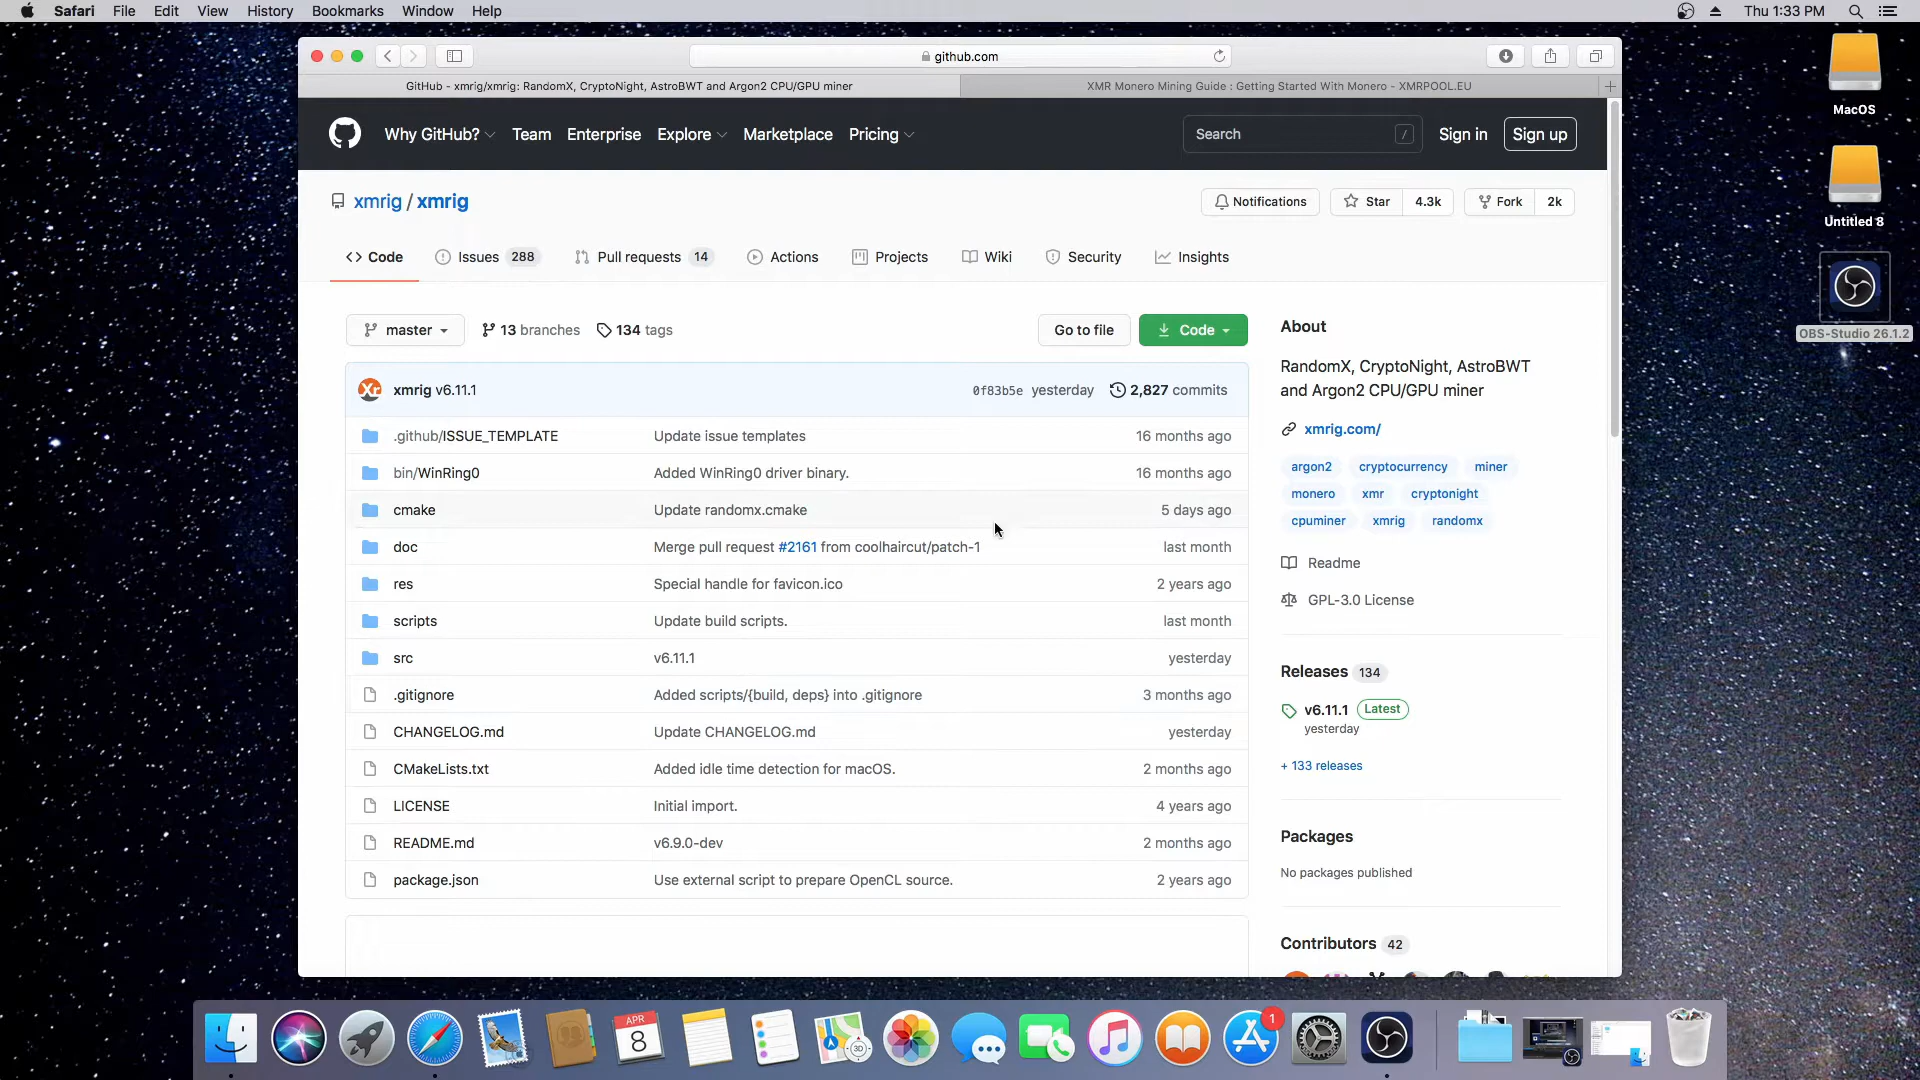 Safari File Edit View History Bookmarks Window Help Thu 1:33 PM
github.com
GitHub - xmrig/xmrig: RandomX, CryptoNight, AstroBWT and Argon2 CPU/GPU miner
XMR Monero Mining Guide : Getting Started With Monero - XMRPOOL.EU
Why GitHub? Team Enterprise Explore Marketplace Pricing Search / Sign in Sign up
xmrig / xmrig
Notifications Star 4.3k Fork 2k
Code Issues 288 Pull requests 14 Actions Projects Wiki Security Insights
master 13 branches 134 tags Go to file Code
xmrig v6.11.1 0f83b5e yesterday 2,827 commits
.github/ISSUE_TEMPLATE Update issue templates 16 months ago
bin/WinRing0 Added WinRing0 driver binary. 16 months ago
cmake Update randomx.cmake 5 days ago
doc Merge pull request #2161 from coolhaircut/patch-1 last month
res Special handle for favicon.ico 2 years ago
scripts Update build scripts. last month
src v6.11.1 yesterday
.gitignore Added scripts/{build, deps} into .gitignore 3 months ago
CHANGELOG.md Update CHANGELOG.md yesterday
CMakeLists.txt Added idle time detection for macOS. 2 months ago
LICENSE Initial import. 4 years ago
README.md v6.9.0-dev 2 months ago
package.json Use external script to prepare OpenCL source. 2 years ago
About
RandomX, CryptoNight, AstroBWT
and Argon2 CPU/GPU miner
xmrig.com/
argon2 cryptocurrency miner
monero xmr cryptonight
cpuminer xmrig randomx
Readme
GPL-3.0 License
Releases 134
v6.11.1 Latest
yesterday
+ 133 releases
Packages
No packages published
Contributors 42
MacOS
Untitled 8
OBS-Studio 26.1.2
APR
8
3D
1